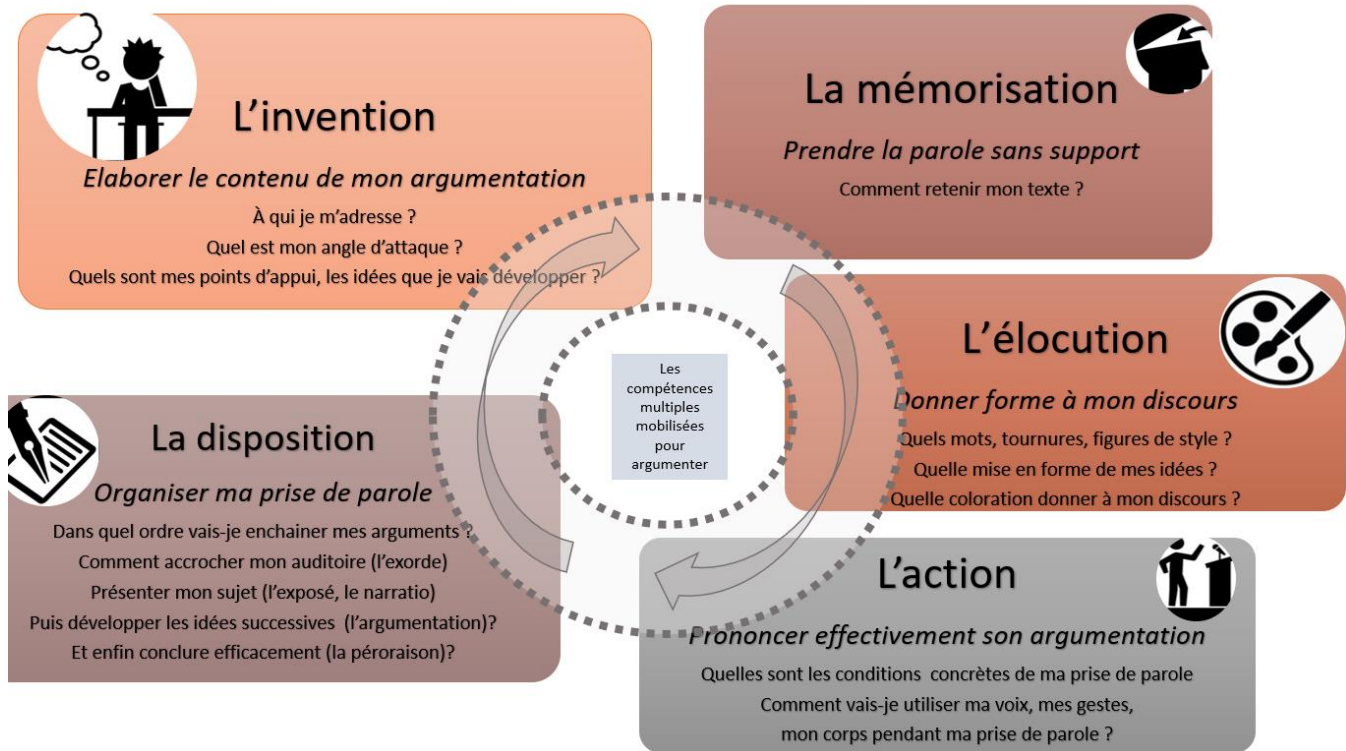 L'invention
Elaborer le contenu de mon argumentation
À qui je m'adresse ?
Quel est mon angle d'attaque ?
Quels sont mes points d'appui, les idées que je vais développer ?
La mémorisation
Prendre la parole sans support
Comment retenir mon texte ?
L'élocution
Donner forme à mon discours
Quels mots, tournures, figures de style ?
Quelle mise en forme de mes idées ?
Quelle coloration donner à mon discours ?
Les
compétences
multiples
mobilisées
pour
argumenter
La disposition
Organiser ma prise de parole
Dans quel ordre vais-je enchainer mes arguments ?
Comment accrocher mon auditoire (l'exorde)
Présenter mon sujet (l'exposé, le narratio)
Puis développer les idées successives (l'argumentation)?
Et enfin conclure efficacement (la péroraison)?
L'action
Prononcer effectivement son argumentation
Quelles sont les conditions concrètes de ma prise de parole
Comment vais-je utiliser ma voix, mes gestes,
mon corps pendant ma prise de parole ?